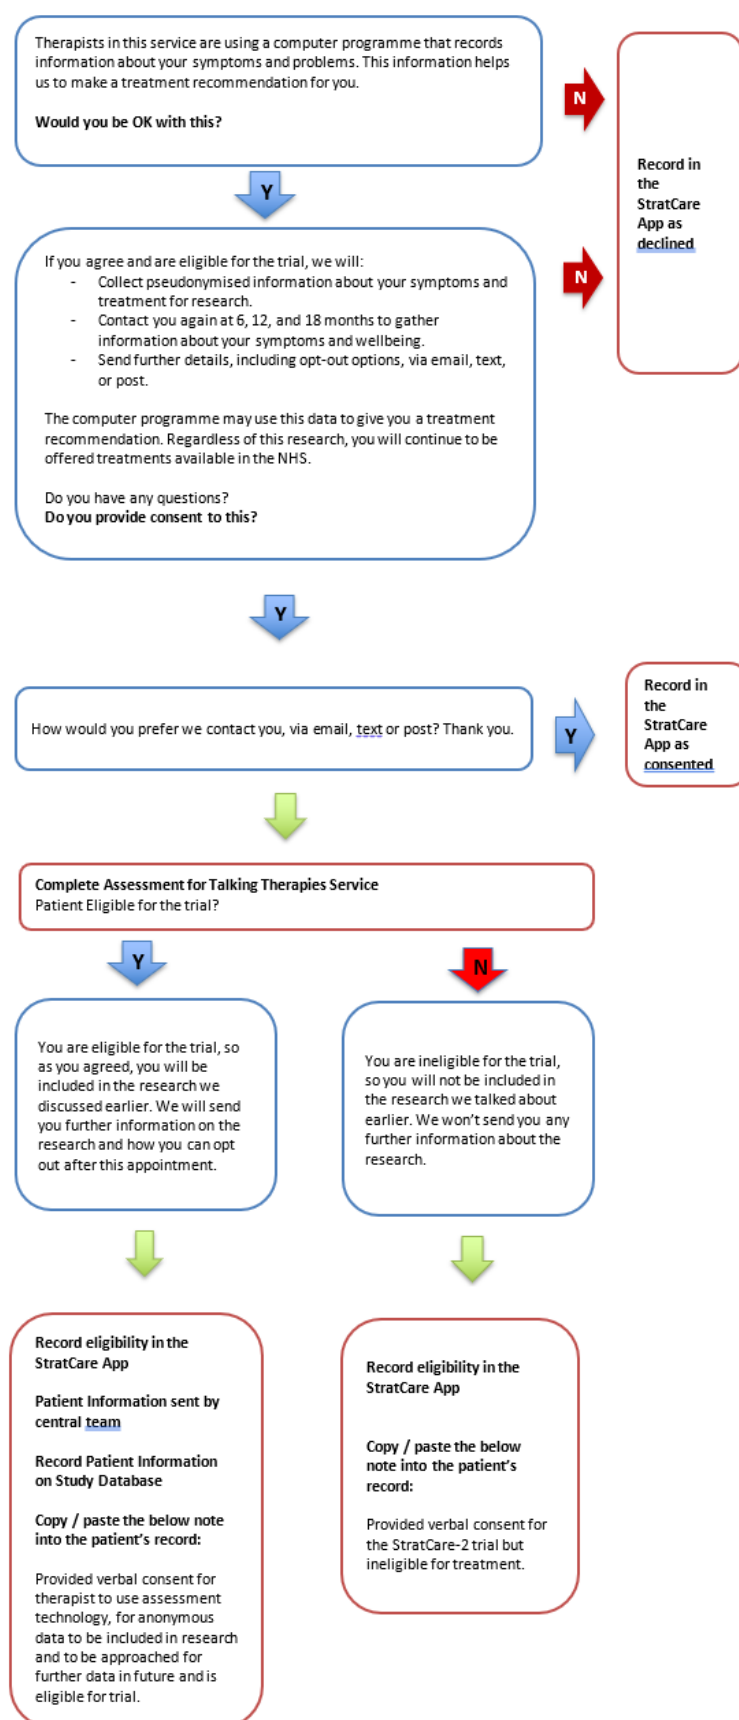 Therapists in this service are using a computer programme that records
information about your symptoms and problems. This information helps
us to make a treatment recommendation for you.
Would you be OK with this?
N
Record in
the
StratCare
App as
declined
Y
If you agree and are eligible for the trial, we will:
- Collect pseudonymised information about your symptoms and
treatment for research.
- Contact you again at 6, 12, and 18 months to gather
information about your symptoms and wellbeing.
- Send further details, including opt-out options, via email, text,
or post.
The computer programme may use this data to give you a treatment
recommendation. Regardless of this research, you will continue to be
offered treatments available in the NHS.
Do you have any questions?
Do you provide consent to this?
N
Y
How would you prefer we contact you, via email, text or post? Thank you.
Y
Record in
the
StratCare
App as
consented
Complete Assessment for Talking Therapies Service
Patient Eligible for the trial?
Y
N
You are eligible for the trial, so
as you agreed, you will be
included in the research we
discussed earlier. We will send
you further information on the
research and how you can opt
out after this appointment.
You are ineligible for the trial,
so you will not be included in
the research we talked about
earlier. We won't send you any
further information about the
research.
Record eligibility in the
StratCare App
Patient Information sent by
central team
Record Patient Information
on Study Database
Copy / paste the below note
into the patient's record:
Provided verbal consent for
therapist to use assessment
technology, for anonymous
data to be included in research
and to be approached for
further data in future and is
eligible for trial.
Record eligibility in the
StratCare App
Copy / paste the below
note into the patient's
record:
Provided verbal consent for
the StratCare-2 trial but
ineligible for treatment.